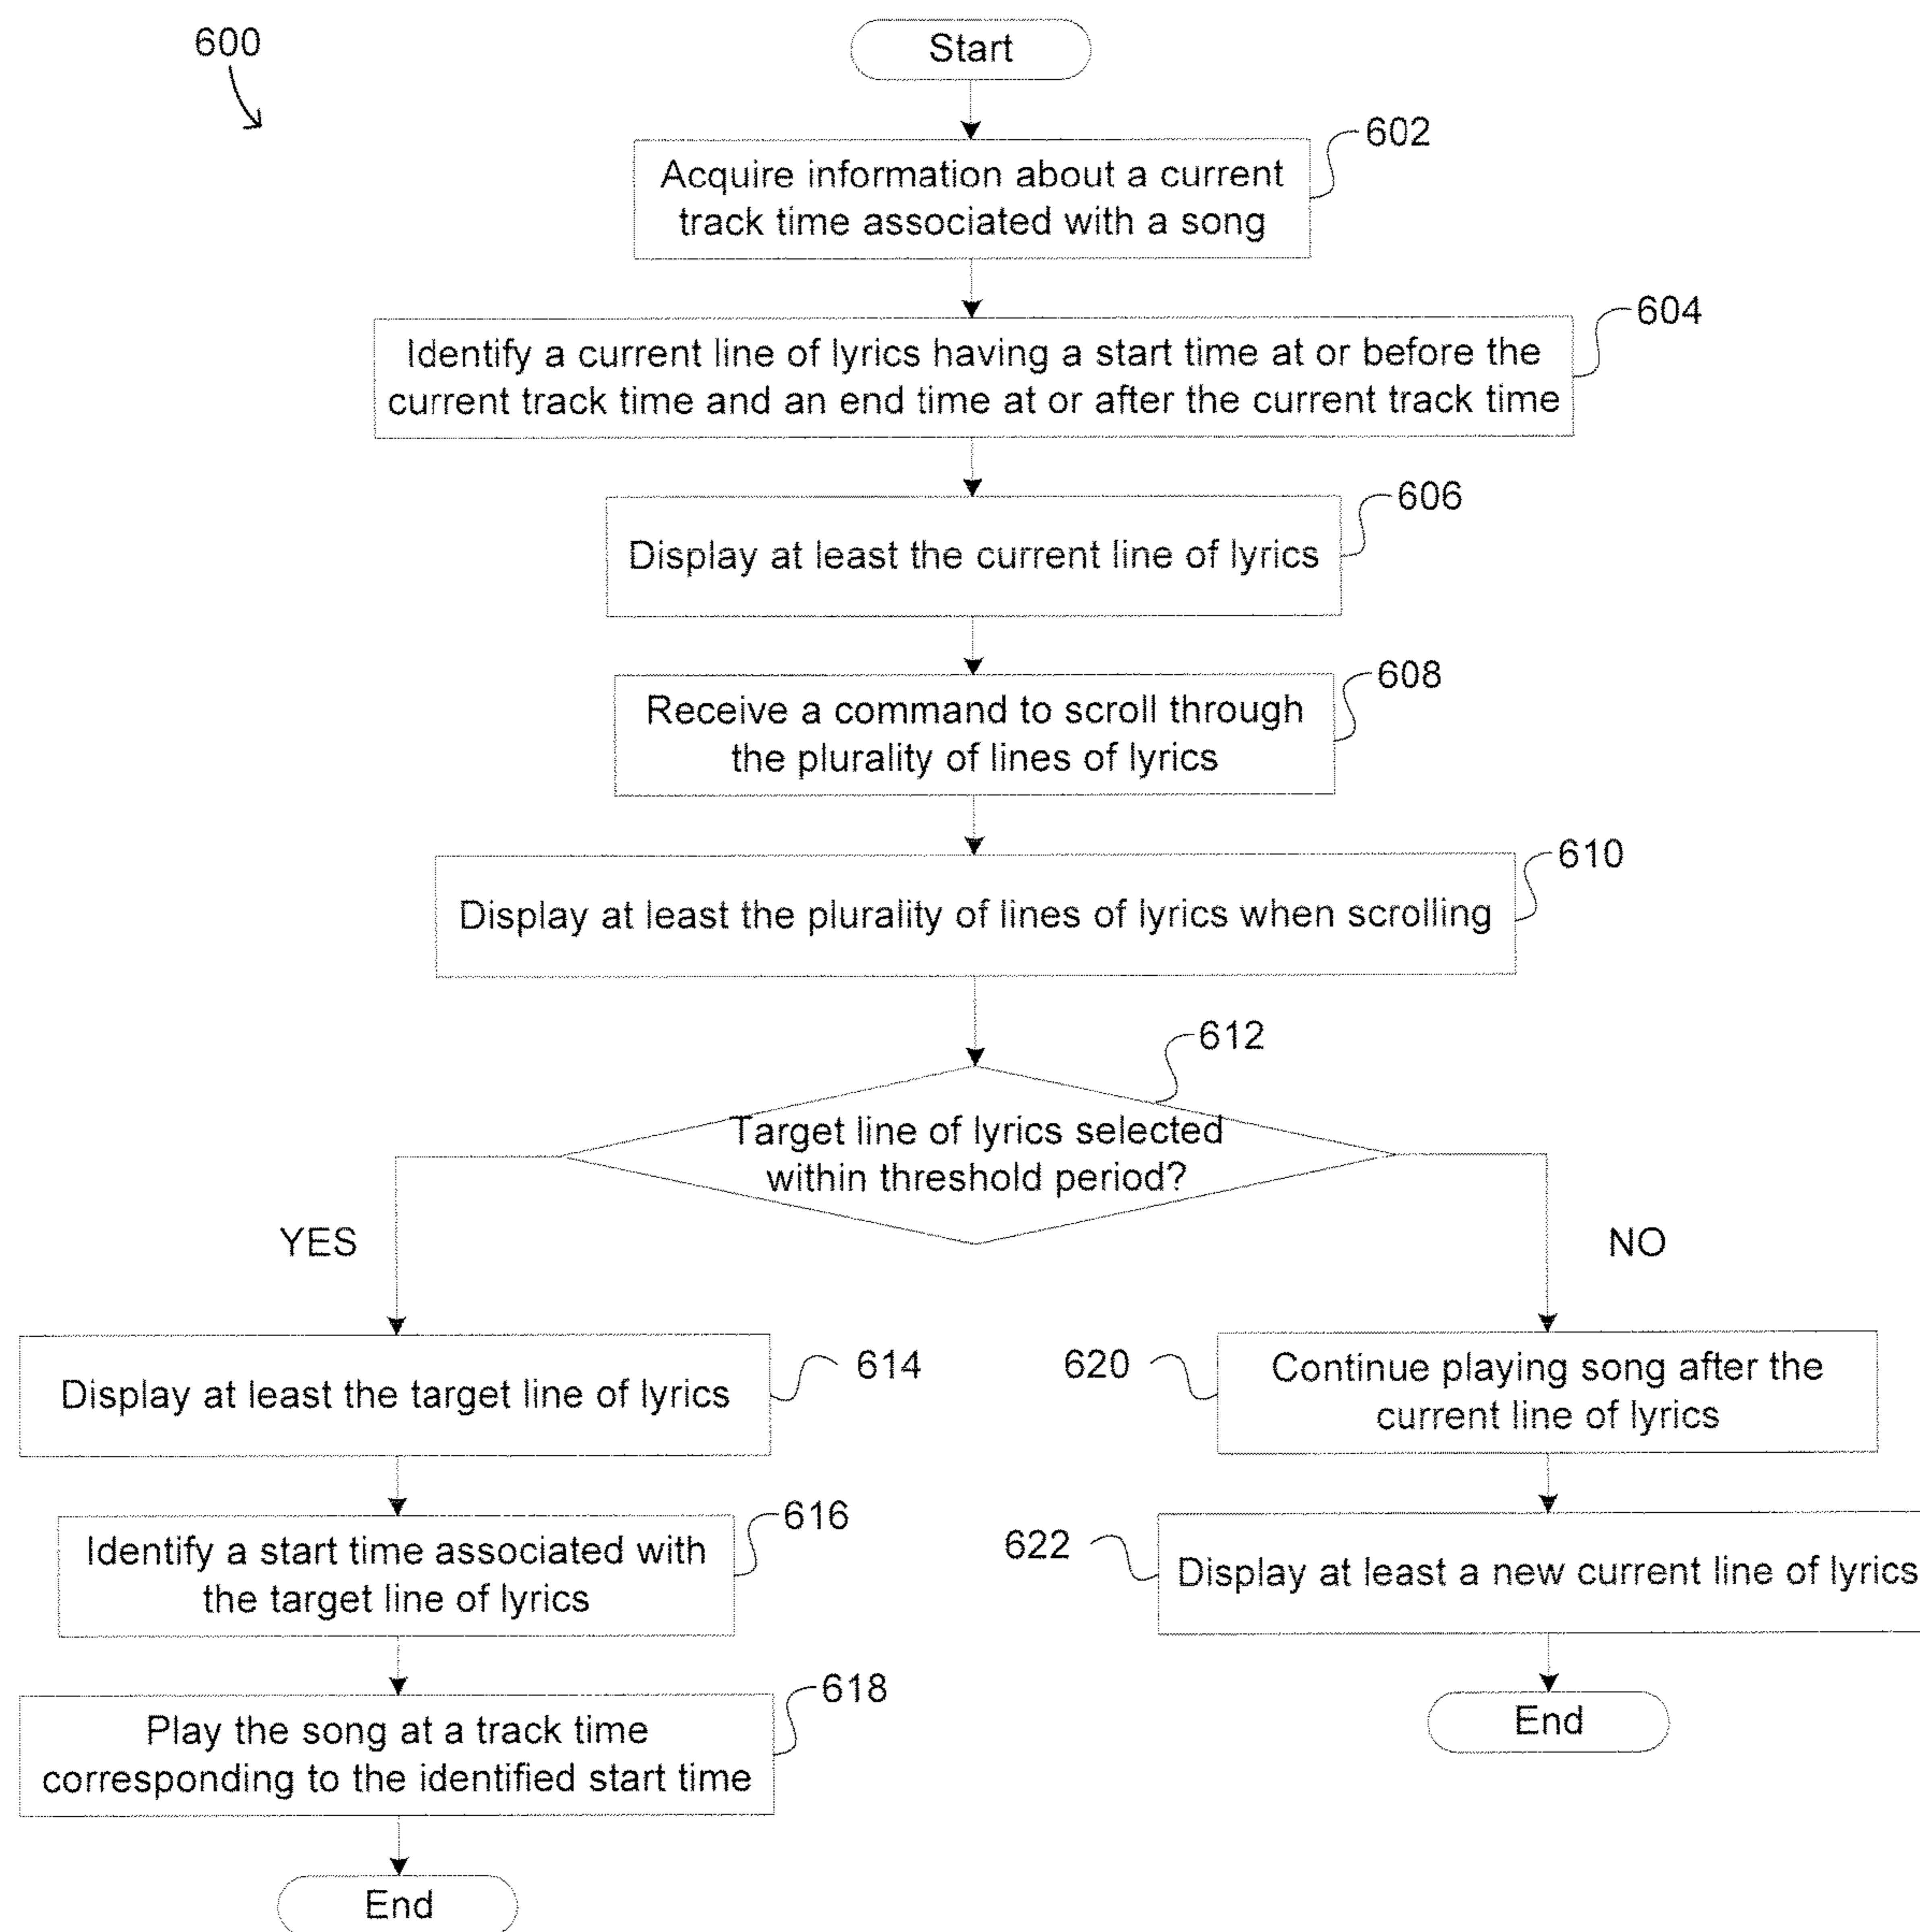 600
Start
602
Acquire information about a current
track time associated with a song
604
Identify a current line of lyrics having a start time at or before the
current track time and an end time at or after the current track time
606
Display at least the current line of lyrics
608
Receive a command to scroll through
the plurality of lines of lyrics
610
Display at least the plurality of lines of lyrics when scrolling
612
Target line of lyrics selected
within threshold period?
YES
NO
614
Display at least the target line of lyrics
620
Continue playing song after the
current line of lyrics
616
Identify a start time associated with
the target line of lyrics
622
Display at least a new current line of lyrics
618
Play the song at a track time
corresponding to the identified start time
End
End